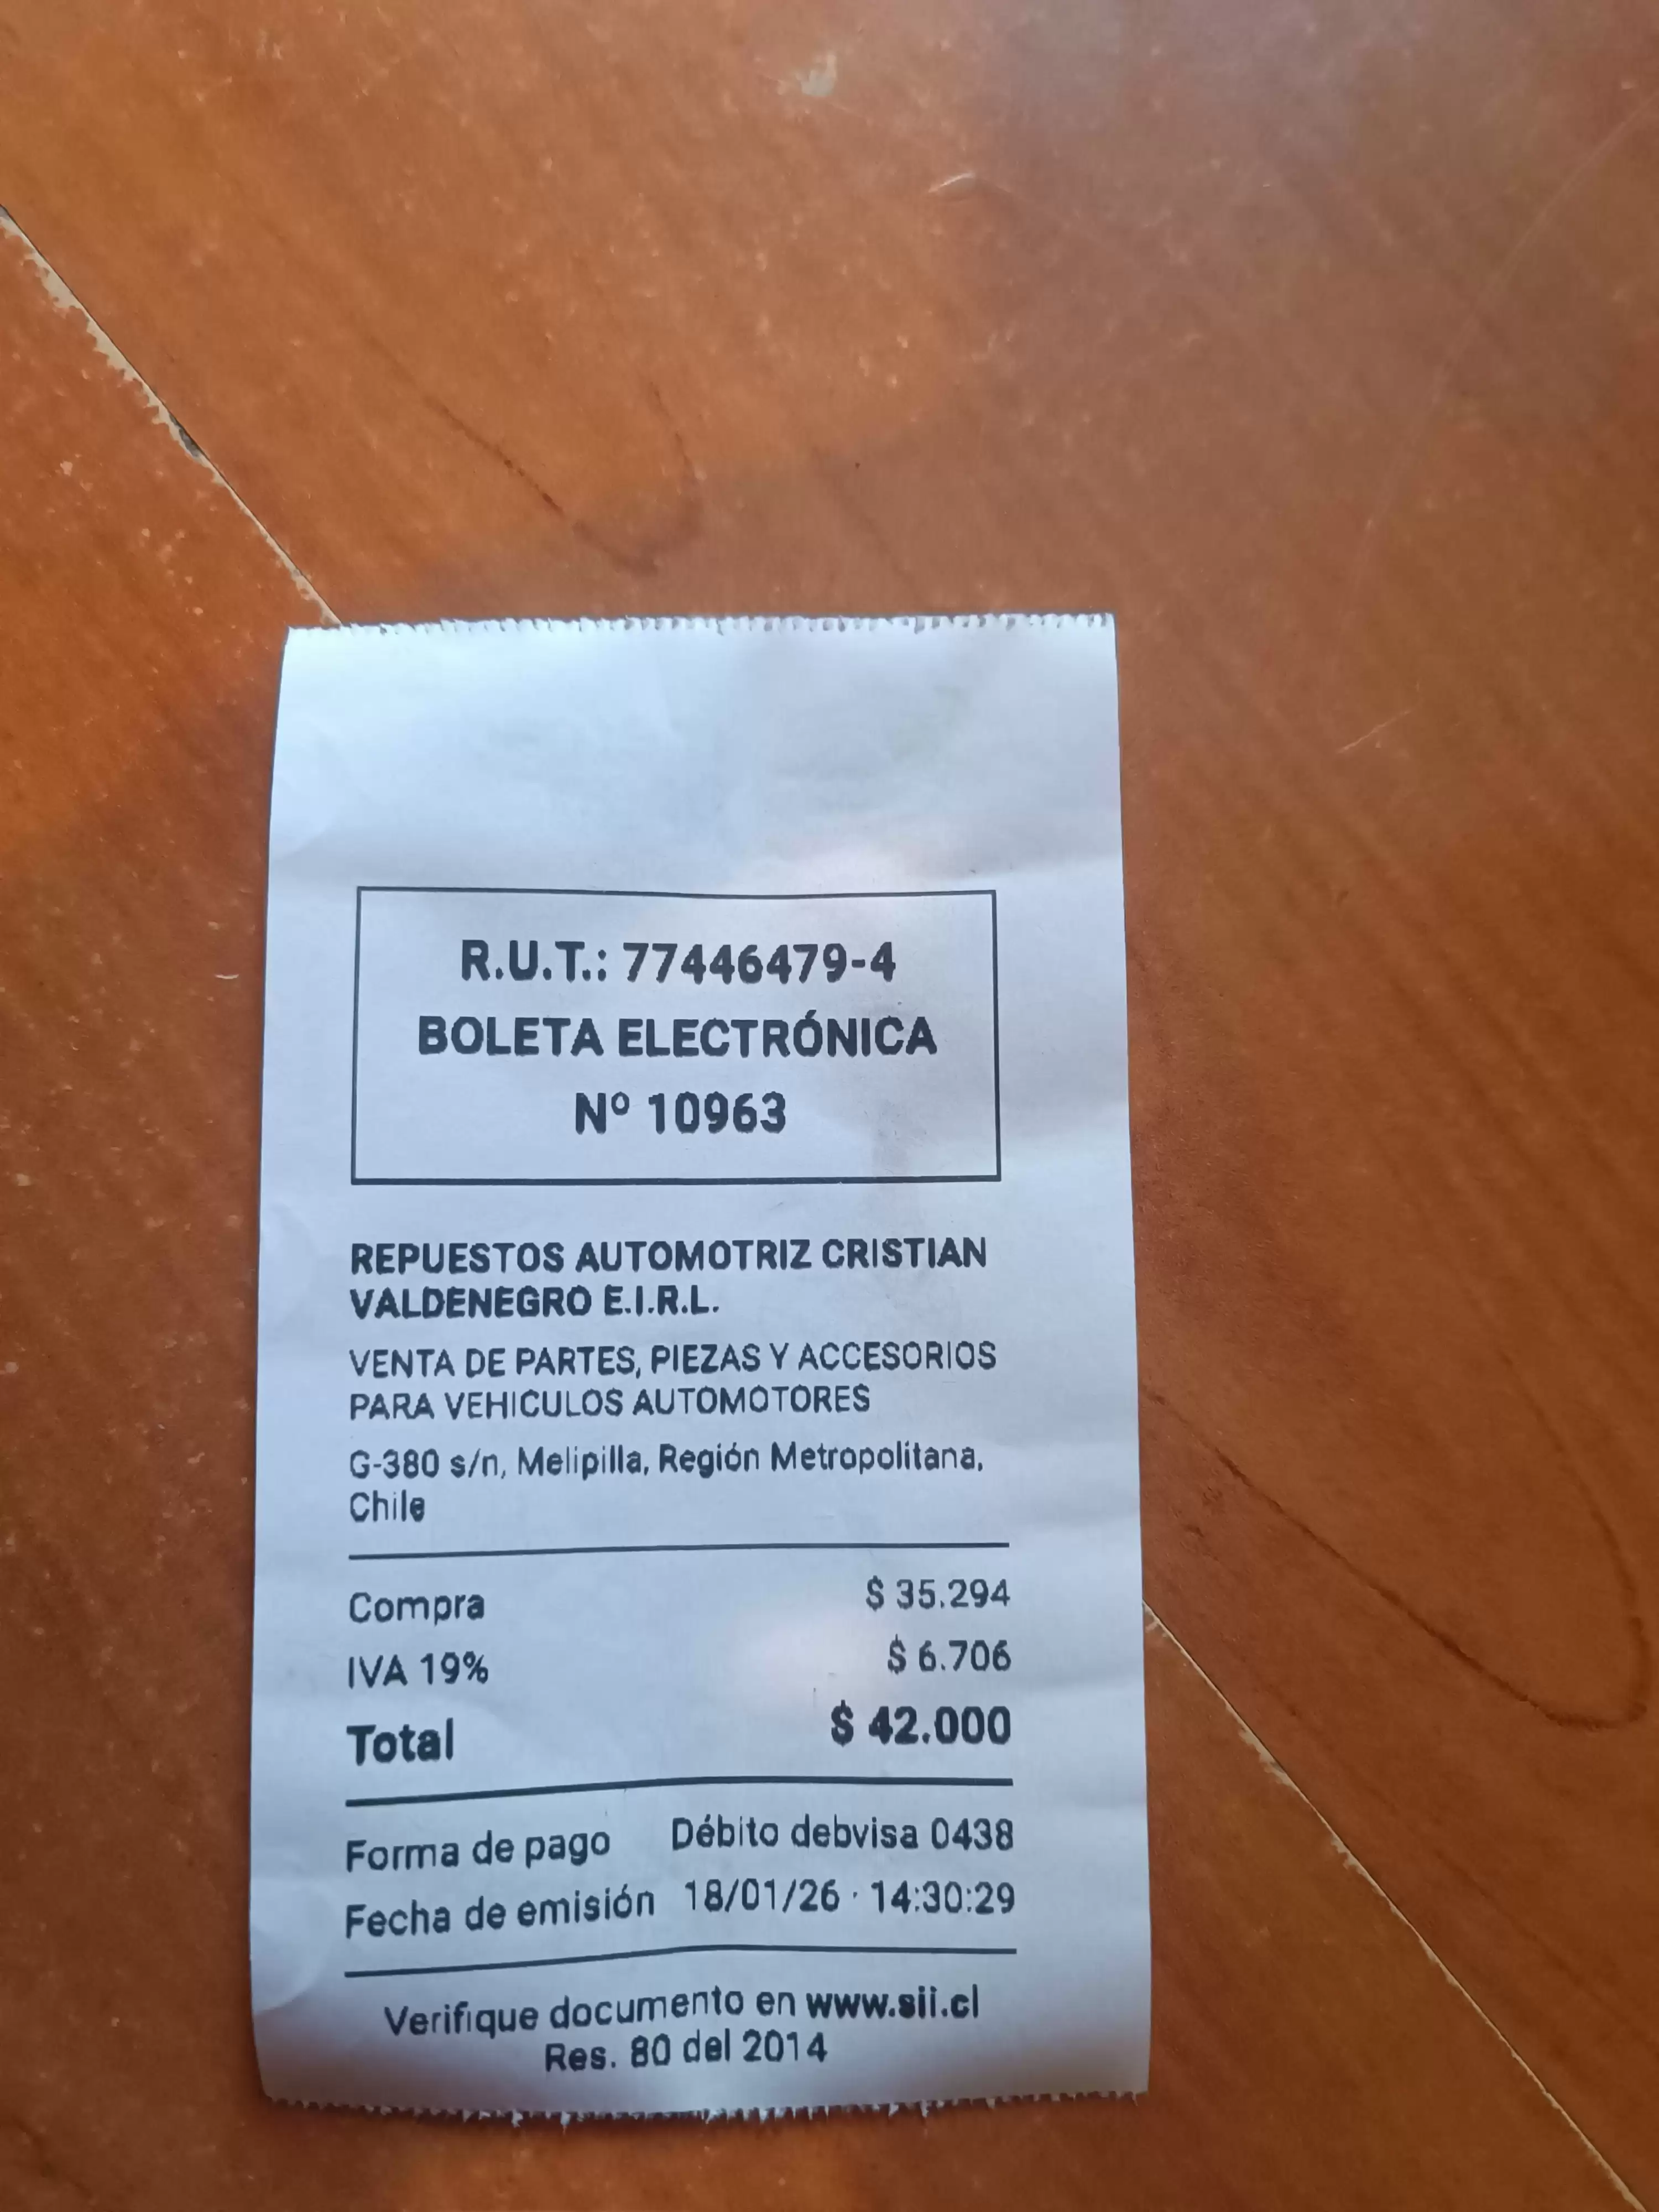 R.U.T.: 77446479-4
BOLETA ELECTRÓNICA
Nº 10963
REPUESTOS AUTOMOTRIZ CRISTIAN
VALDENEGRO E.I.R.L.
VENTA DE PARTES, PIEZAS Y ACCESORIOS
PARA VEHICULOS AUTOMOTORES
G-380 s/n, Melipilla, Región Metropolitana,
Chile
Compra $ 35.294
IVA 19% $ 6.706
Total $ 42.000
Forma de pago Débito debvisa 0438
Fecha de emisión 18/01/26 · 14:30:29
Verifique documento en www.sii.cl
Res. 80 del 2014